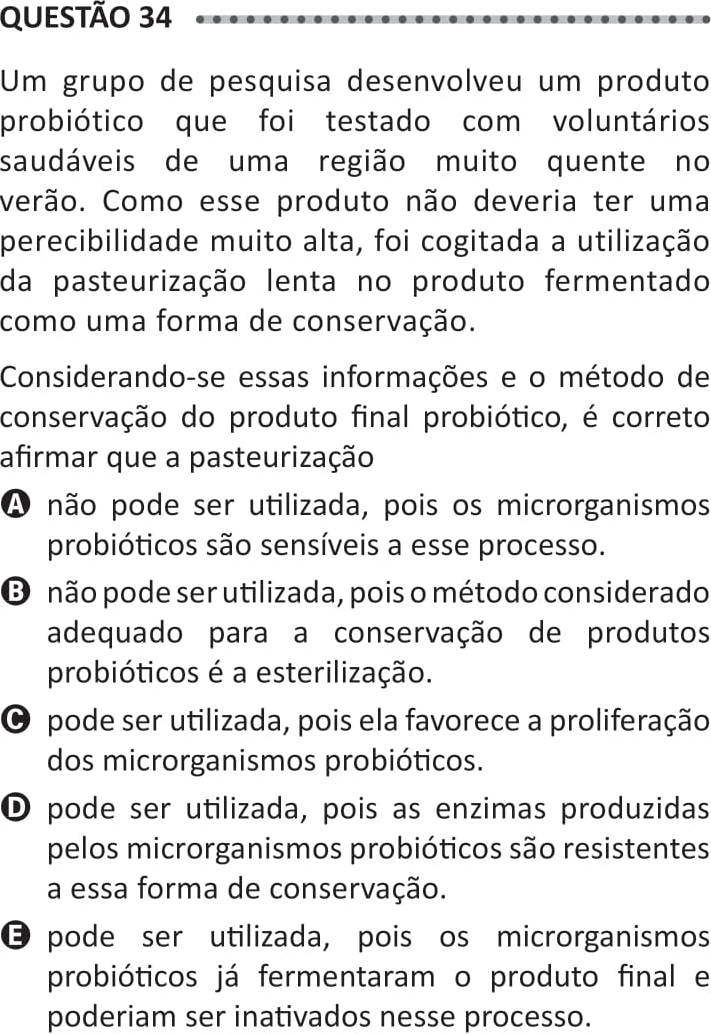 QUESTÃO 34
Um grupo de pesquisa desenvolveu um produto
probiótico que foi testado com voluntários
saudáveis de uma região muito quente no
verão. Como esse produto não deveria ter uma
perecibilidade muito alta, foi cogitada a utilização
da pasteurização lenta no produto fermentado
como uma forma de conservação.
Considerando-se essas informações e o método de
conservação do produto final probiótico, é correto
afirmar que a pasteurização
A não pode ser utilizada, pois os microrganismos
probióticos são sensíveis a esse processo.
B não pode ser utilizada, pois o método considerado
adequado para a conservação de produtos
probióticos é a esterilização.
C pode ser utilizada, pois ela favorece a proliferação
dos microrganismos probióticos.
D pode ser utilizada, pois as enzimas produzidas
pelos microrganismos probióticos são resistentes
a essa forma de conservação.
E pode ser utilizada, pois os microrganismos
probióticos já fermentaram o produto final e
poderiam ser inativados nesse processo.